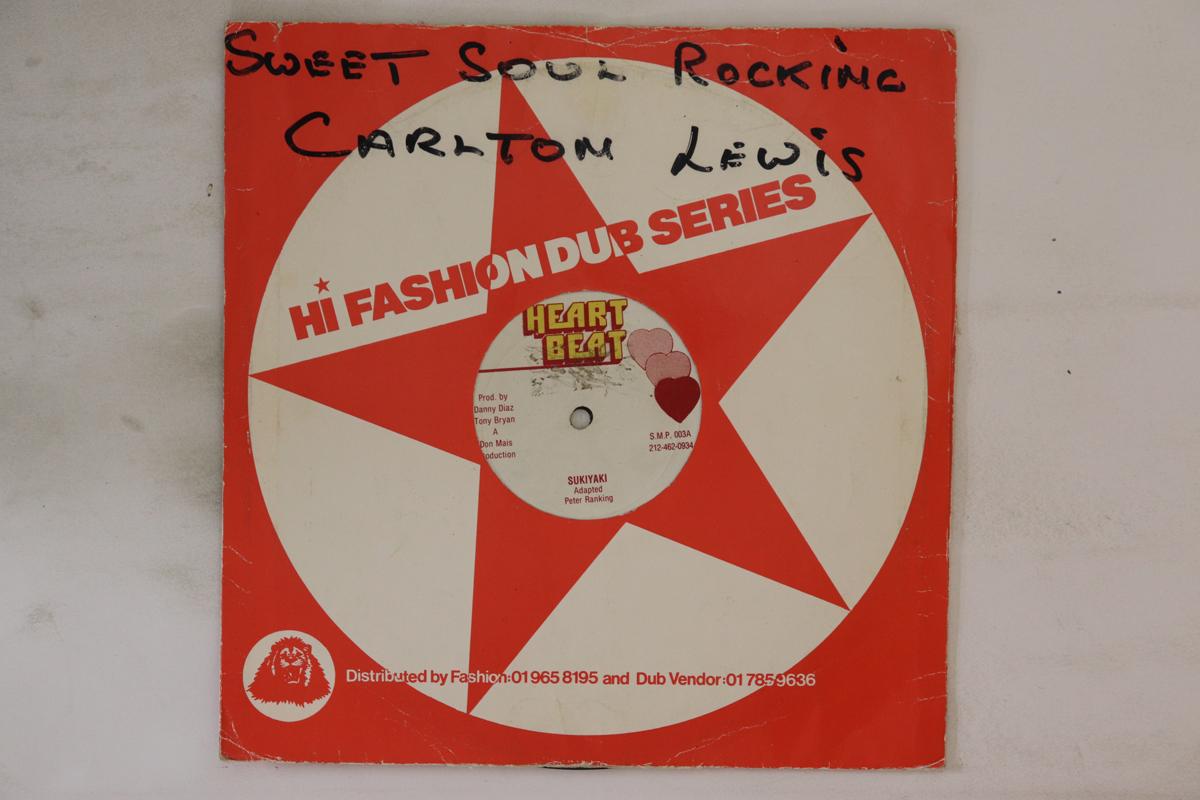 SWEET SOUL ROCKING
CARLTON LEWIS
HI FASHION DUB SERIES
HEART
BEAT
Prod. by
Danny Diaz
Tony Bryan
A
Don Mais
oduction
S.M.P. 003A
212-462-0934
SUKIYAKI
Adapted
Peter Ranking
Distributed by Fashion:01 965 8195 and Dub Vendor:01 785 9636